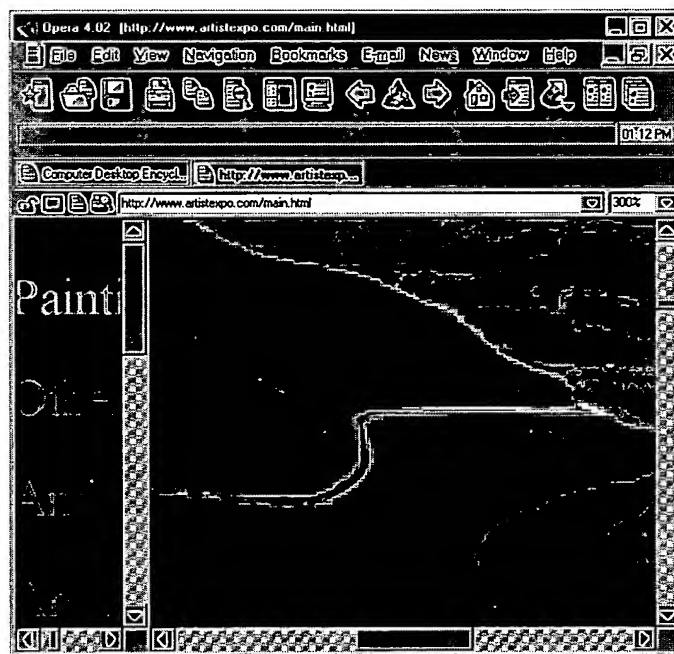 Opera 4.02 [http://www.artistexpo.com/main.html]
File Edit View Navigation Bookmarks E-mail News Window Help
01:12 PM
Computer Desktop Encycl... http://www.artistexp....
http://www.artistexpo.com/main.html 300%
Painti